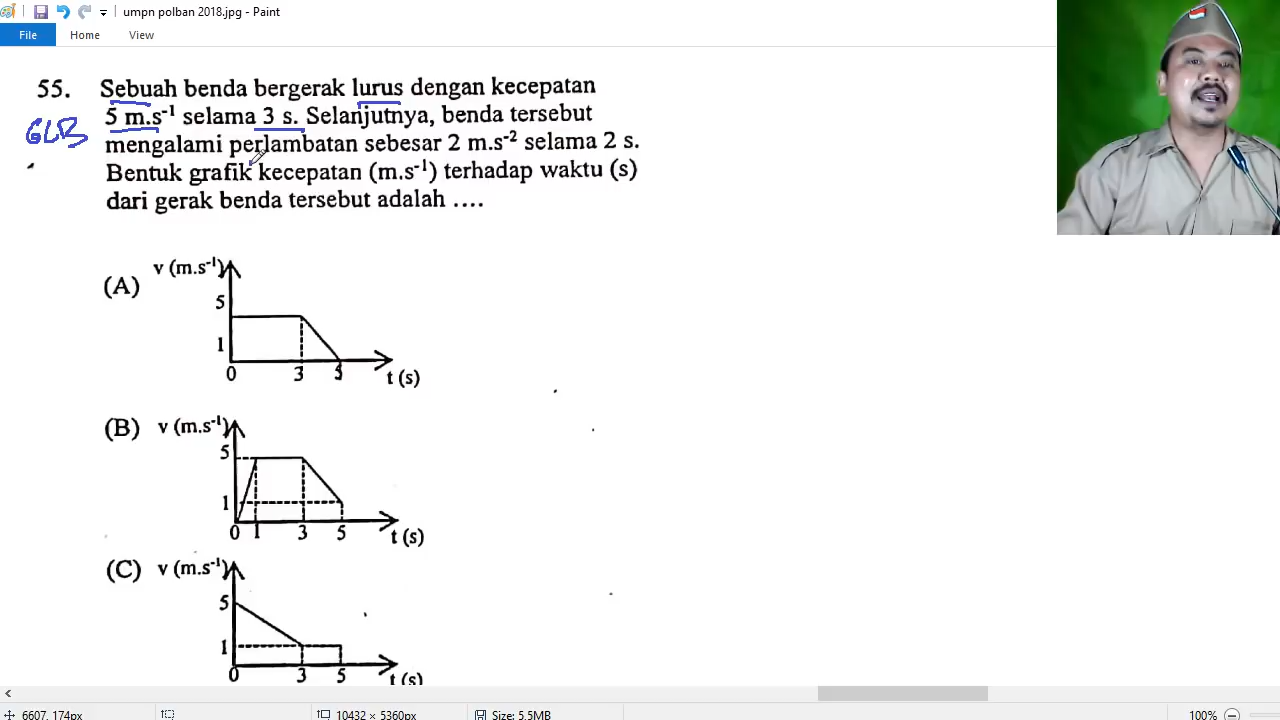 umpn polban 2018.jpg - Paint
File Home View
55. Sebuah benda bergerak lurus dengan kecepatan
5 m.s⁻¹ selama 3 s. Selanjutnya, benda tersebut
GLB
mengalami perlambatan sebesar 2 m.s⁻² selama 2 s.
Bentuk grafik kecepatan (m.s⁻¹) terhadap waktu (s)
dari gerak benda tersebut adalah ....
(A) v (m.s⁻¹)
5
1
0 3 5 t (s)
(B) v (m.s⁻¹)
5
1
0 1 3 5 t (s)
(C) v (m.s⁻¹)
5
1
0 3 5 t (s)
6607, 174px 10432 × 5360px Size: 5.5MB 100%